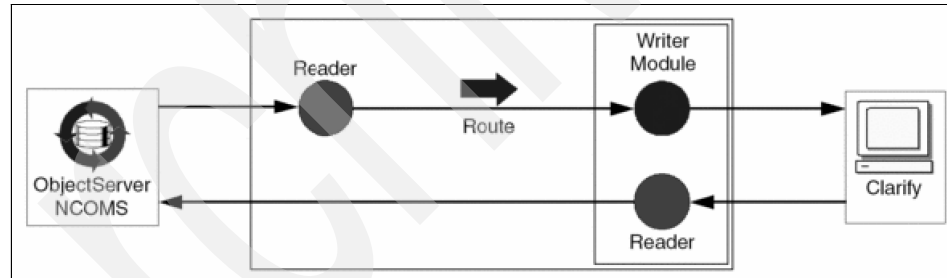 Writer
Module
Reader
Route
ObjectServer
NCOMS
Clarify
Reader